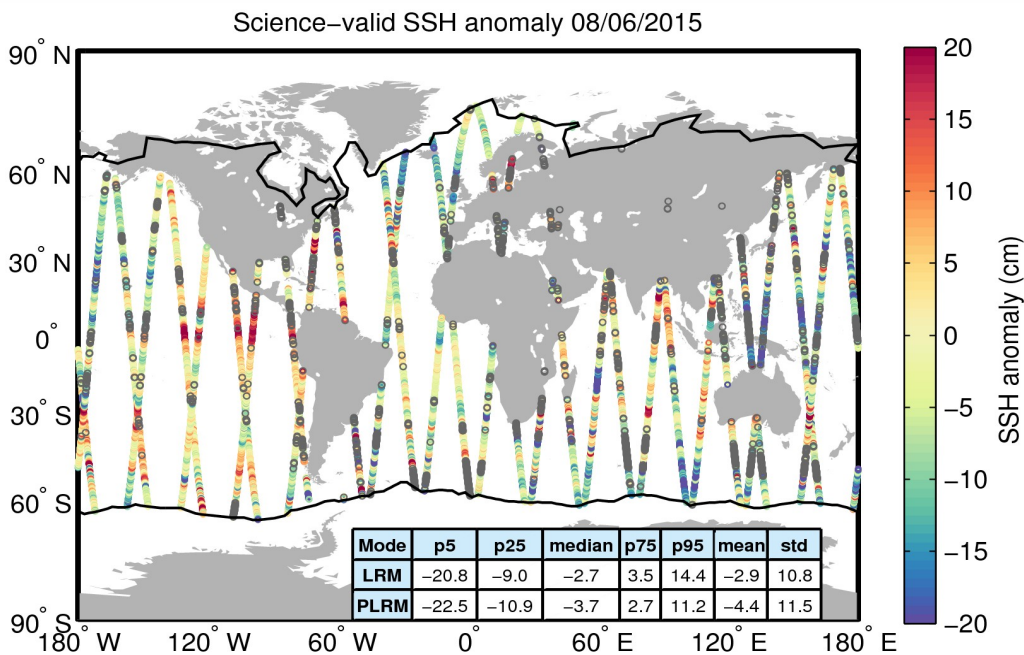 Science−valid SSH anomaly 08/06/2015
90° N
60° N
30° N
0°
30° S
60° S
90° S
180° W
120° W
60° W
0°
60° E
120° E
180° E
20
15
10
5
0
−5
−10
−15
−20
SSH anomaly (cm)
Mode p5 p25 median p75 p95 mean std
LRM −20.8 −9.0 −2.7 3.5 14.4 −2.9 10.8
PLRM −22.5 −10.9 −3.7 2.7 11.2 −4.4 11.5